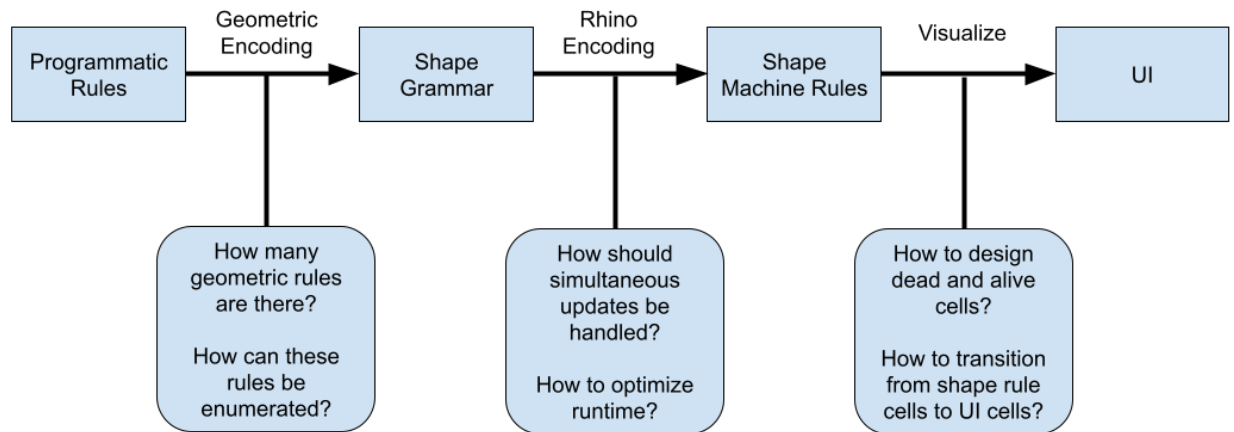 Geometric
Encoding
Rhino
Encoding
Visualize
Programmatic
Rules
Shape
Grammar
Shape
Machine Rules
UI
How many
geometric rules
are there?
How can these
rules be
enumerated?
How should
simultaneous
updates be
handled?
How to optimize
runtime?
How to design
dead and alive
cells?
How to transition
from shape rule
cells to UI cells?